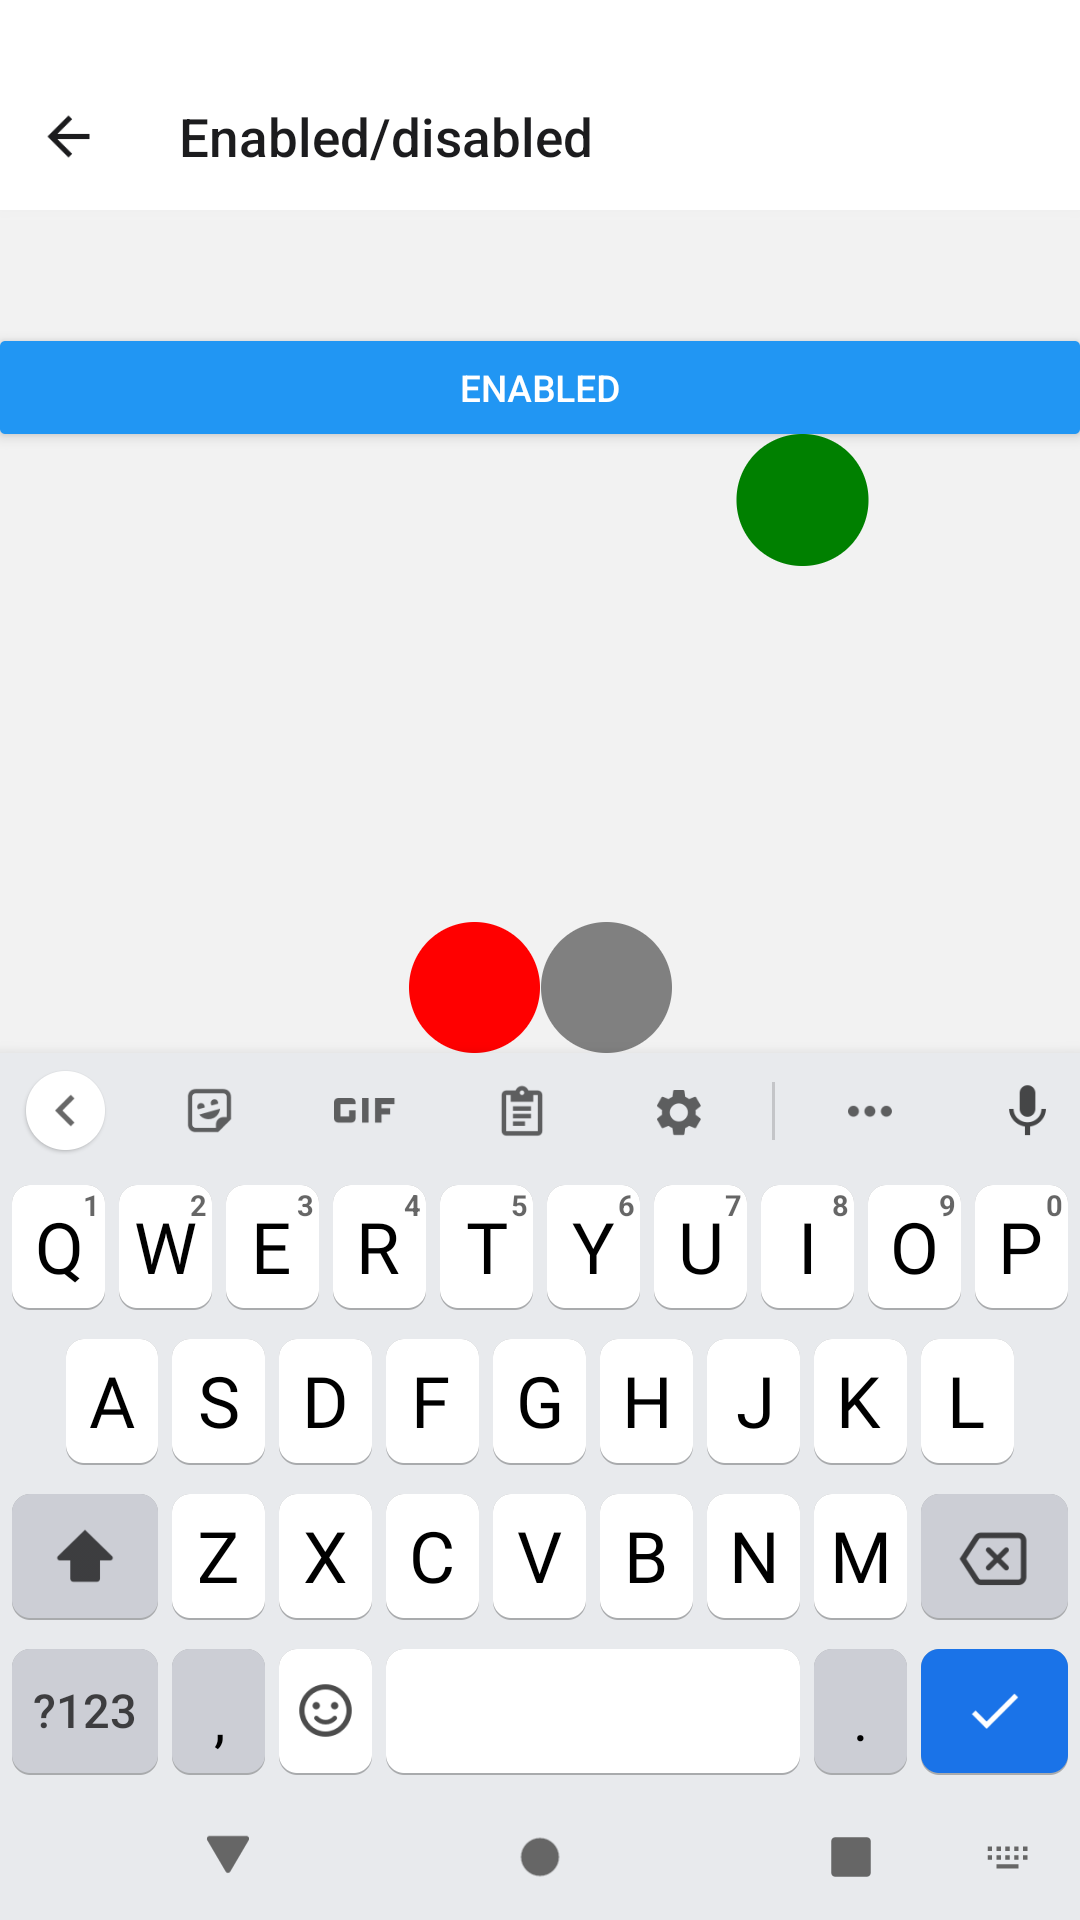 Enabled/disabled
ENABLED
GIF
Q 1 W 2 E 3 R 4 T 5 Y 6 U 7 I 8 O 9 P 0
A S D F G H J K L
Z X C V B N M
?123 , .